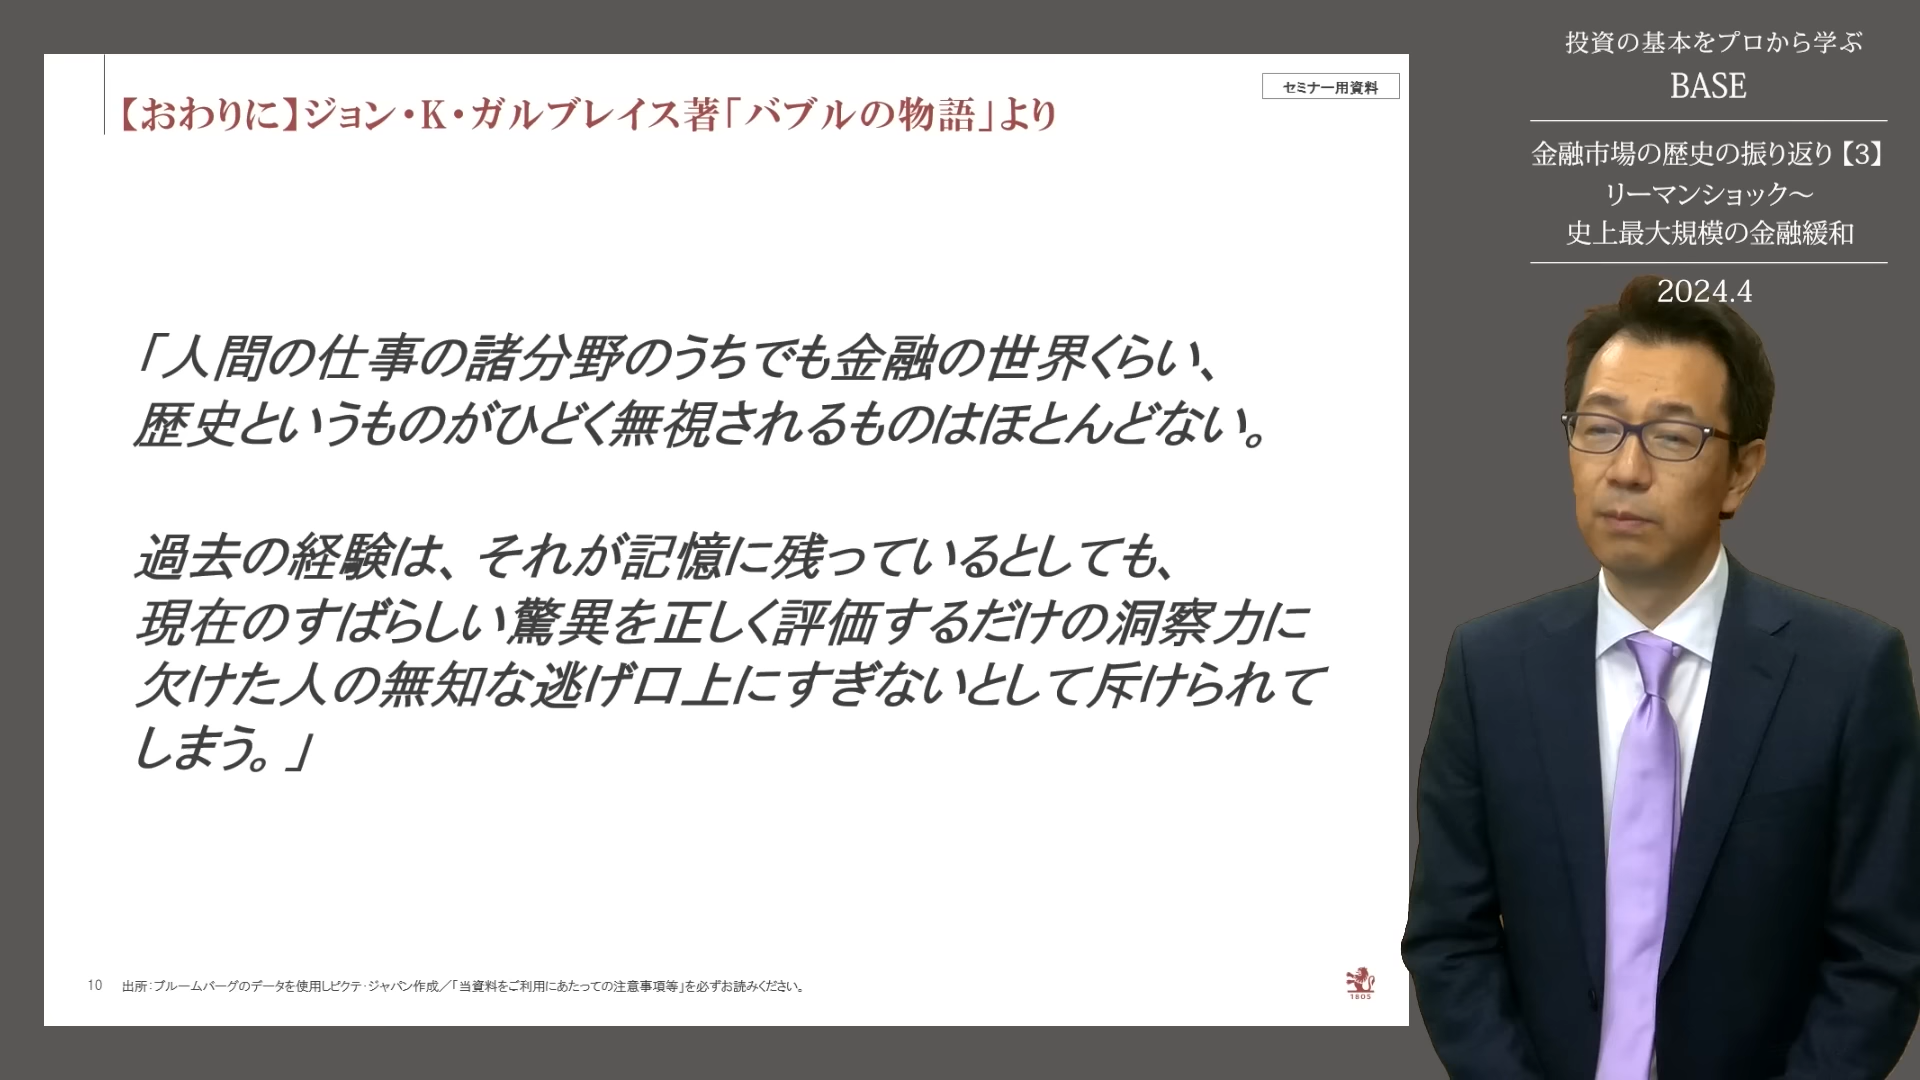 【おわりに】ジョン・K・ガルブレイス著「バブルの物語」より
セミナー用資料
「人間の仕事の諸分野のうちでも金融の世界くらい、
歴史というものがひどく無視されるものはほとんどない。
過去の経験は、それが記憶に残っているとしても、
現在のすばらしい驚異を正しく評価するだけの洞察力に
欠けた人の無知な逃げ口上にすぎないとして斥けられて
しまう。」
10 出所：ブルームバーグのデータを使用しピクテ・ジャパン作成／「当資料をご利用にあたっての注意事項等」を必ずお読みください。
1805
投資の基本をプロから学ぶ
BASE
金融市場の歴史の振り返り【3】
リーマンショック～
史上最大規模の金融緩和
2024.4